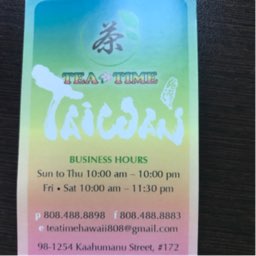 茶
TEA TIME
TAIWAN
BUSINESS HOURS
Sun to Thu 10:00 am – 10:00 pm
Fri • Sat 10:00 am – 11:30 pm
p 808.488.8898 f 808.488.8883
e teatimehawaii808@gmail.com
98-1254 Kaahumanu Street, #172